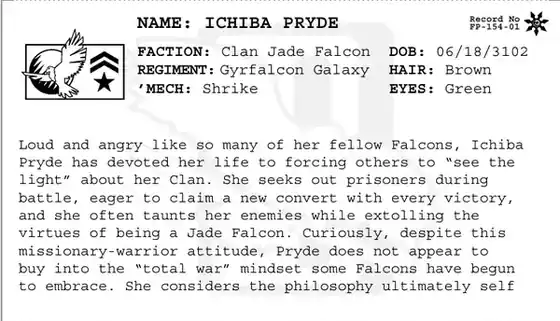 NAME: ICHIBA PRYDE
Record No
FP-154-01
FACTION: Clan Jade Falcon DOB: 06/18/3102
REGIMENT: Gyrfalcon Galaxy HAIR: Brown
’MECH: Shrike EYES: Green
Loud and angry like so many of her fellow Falcons, Ichiba
Pryde has devoted her life to forcing others to “see the
light” about her Clan. She seeks out prisoners during
battle, eager to claim a new convert with every victory,
and she often taunts her enemies while extolling the
virtues of being a Jade Falcon. Curiously, despite this
missionary-warrior attitude, Pryde does not appear to
buy into the “total war” mindset some Falcons have begun
to embrace. She considers the philosophy ultimately self